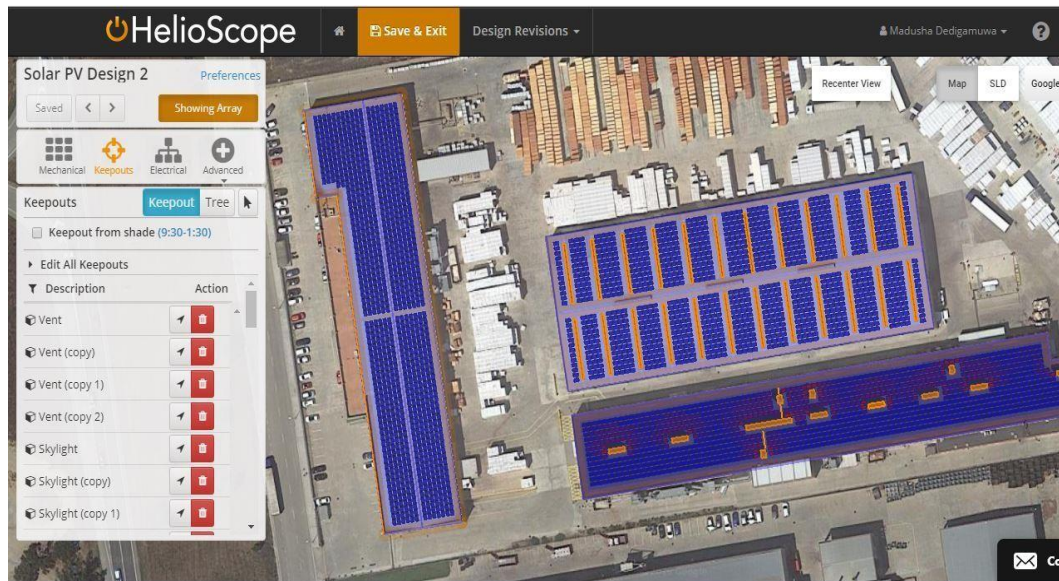 HelioScope
Save & Exit
Design Revisions
Madusha Dedigamuwa
?
Solar PV Design 2
Preferences
Saved
Showing Array
Recenter View
Map
SLD
Google
Mechanical
Keepouts
Electrical
Advanced
Keepouts
Keepout
Tree
Keepout from shade (9:30-1:30)
Edit All Keepouts
Description Action
Vent
Vent (copy)
Vent (copy 1)
Vent (copy 2)
Skylight
Skylight (copy)
Skylight (copy 1)